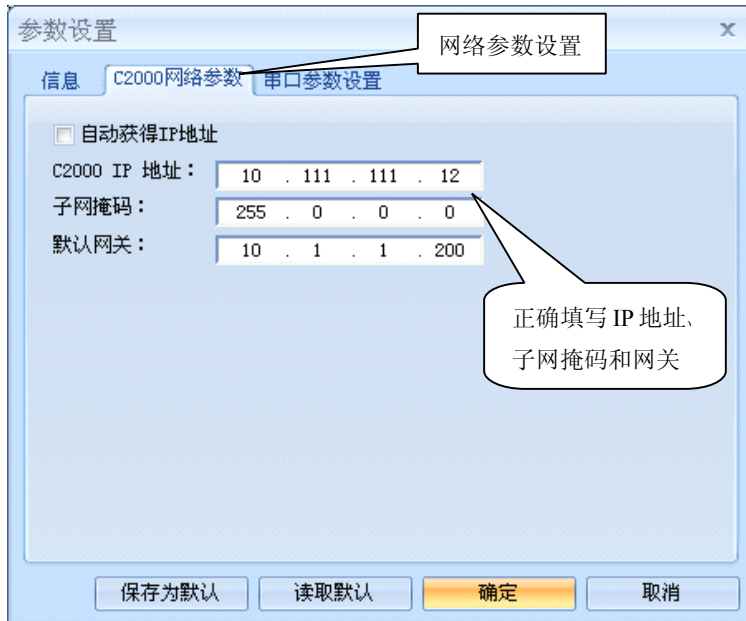 参数设置
网络参数设置
信息 C2000网络参数 串口参数设置
自动获得IP地址
C2000 IP 地址： 10 . 111 . 111 . 12
子网掩码： 255 . 0 . 0 . 0
默认网关： 10 . 1 . 1 . 200
正确填写 IP 地址、
子网掩码和网关
保存为默认 读取默认 确定 取消